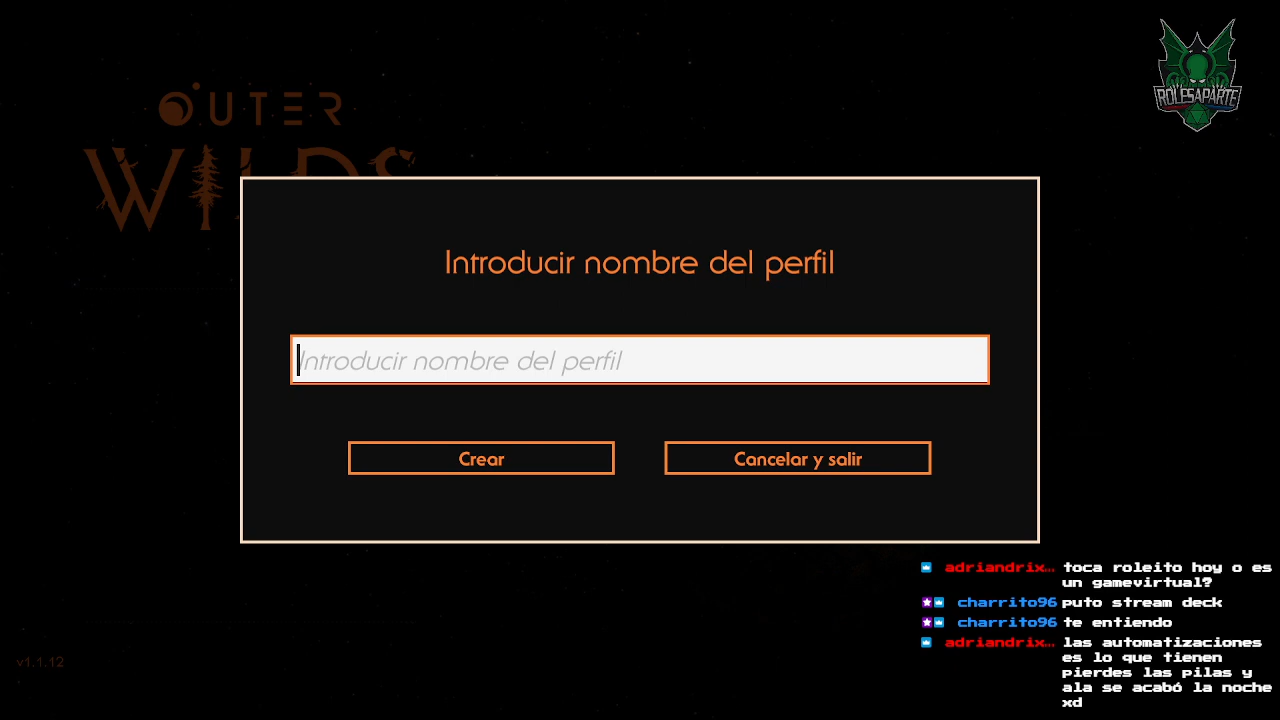 OUTER
WILDS
ROLESAPARTE
Introducir nombre del perfil
Introducir nombre del perfil
Crear
Cancelar y salir
adriandrix... toca roleito hoy o es
un gamevirtual?
charrito96 puto stream deck
charrito96 te entiendo
adriandrix... las automatizaciones
es lo que tienen
pierdes las pilas y
ala se acabó la noche
xd
v1.1.12